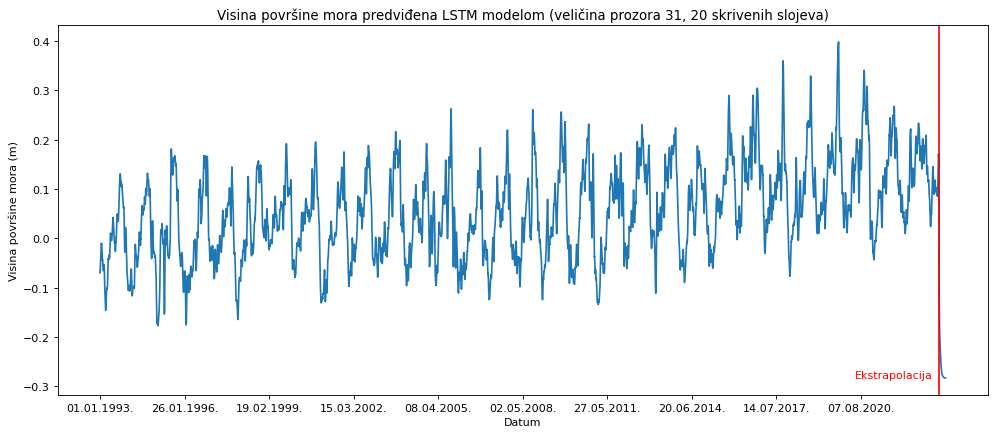 Visina površine mora predviđena LSTM modelom (veličina prozora 31, 20 skrivenih slojeva)
Visina površine mora (m)
0.4
0.3
0.2
0.1
0.0
−0.1
−0.2
−0.3
Ekstrapolacija
01.01.1993. 26.01.1996. 19.02.1999. 15.03.2002. 08.04.2005. 02.05.2008. 27.05.2011. 20.06.2014. 14.07.2017. 07.08.2020.
Datum